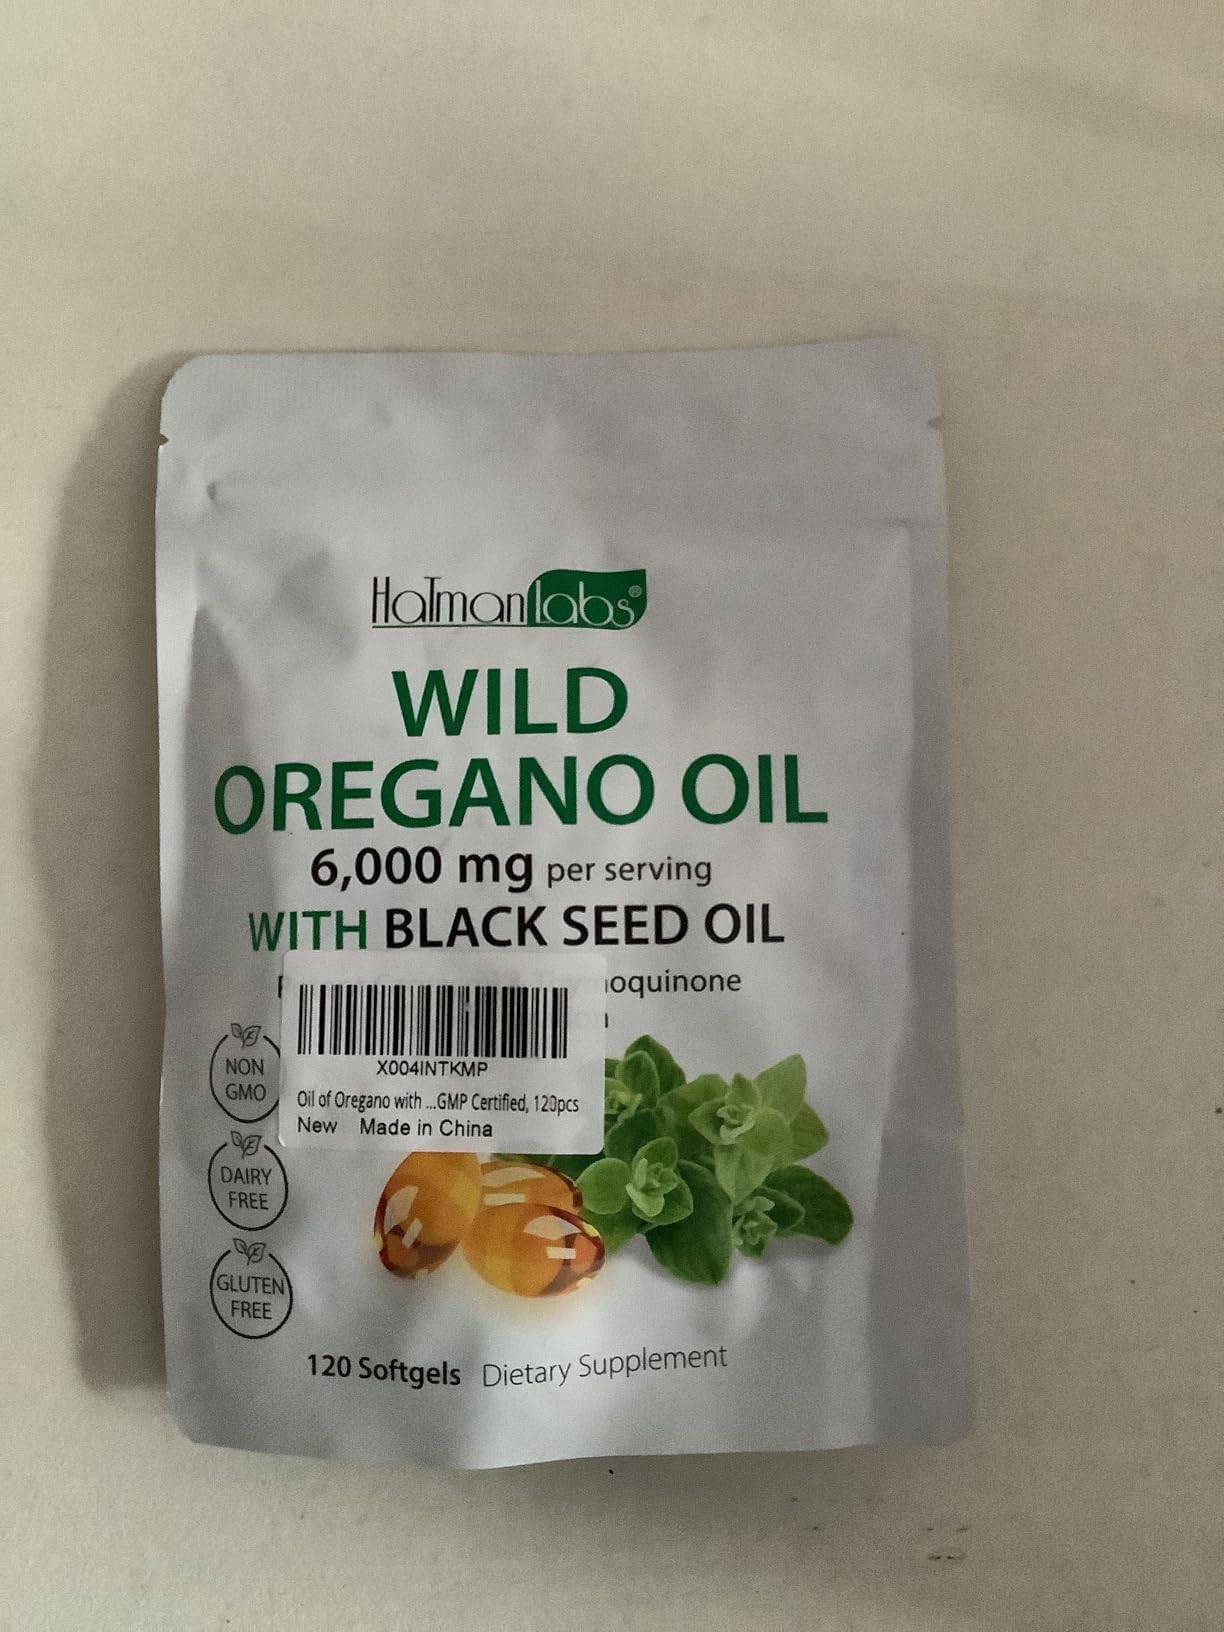 HaTmanLabs®
WILD
OREGANO OIL
6,000 mg per serving
WITH BLACK SEED OIL
moquinone
X004INTKMP
Oil of Oregano with ...GMP Certified, 120pcs
New Made in China
NON
GMO
DAIRY
FREE
GLUTEN
FREE
120 Softgels Dietary Supplement